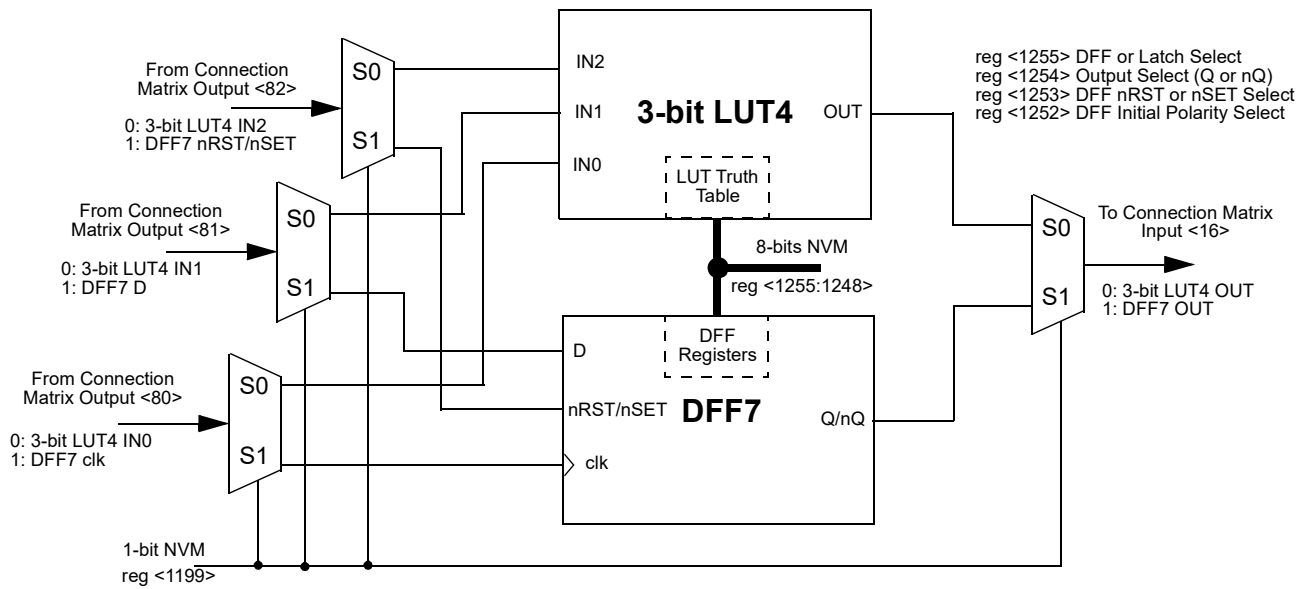 From Connection
Matrix Output <82>
0: 3-bit LUT4 IN2
1: DFF7 nRST/nSET
S0
S1
From Connection
Matrix Output <81>
0: 3-bit LUT4 IN1
1: DFF7 D
S0
S1
From Connection
Matrix Output <80>
0: 3-bit LUT4 IN0
1: DFF7 clk
S0
S1
1-bit NVM
reg <1199>
IN2
IN1
IN0
3-bit LUT4
OUT
LUT Truth
Table
8-bits NVM
reg <1255:1248>
DFF
Registers
D
nRST/nSET
clk
DFF7
Q/nQ
reg <1255> DFF or Latch Select
reg <1254> Output Select (Q or nQ)
reg <1253> DFF nRST or nSET Select
reg <1252> DFF Initial Polarity Select
S0
S1
To Connection Matrix
Input <16>
0: 3-bit LUT4 OUT
1: DFF7 OUT